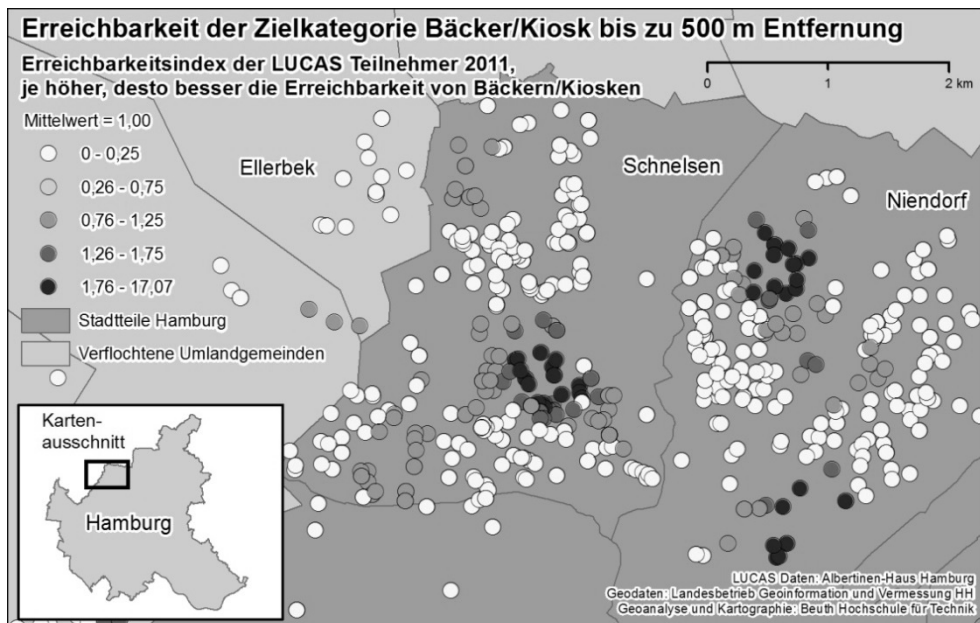 Erreichbarkeit der Zielkategorie Bäcker/Kiosk bis zu 500 m Entfernung
Erreichbarkeitsindex der LUCAS Teilnehmer 2011,
je höher, desto besser die Erreichbarkeit von Bäckern/Kiosken
0 1 2 km
Mittelwert = 1,00
0 - 0,25
0,26 - 0,75
0,76 - 1,25
1,26 - 1,75
1,76 - 17,07
Stadtteile Hamburg
Verflochtene Umlandgemeinden
Ellerbek
Schnelsen
Niendorf
Karten-
ausschnitt
Hamburg
LUCAS Daten: Albertinen-Haus Hamburg
Geodaten: Landesbetrieb Geoinformation und Vermessung HH
Geoanalyse und Kartographie: Beuth Hochschule für Technik